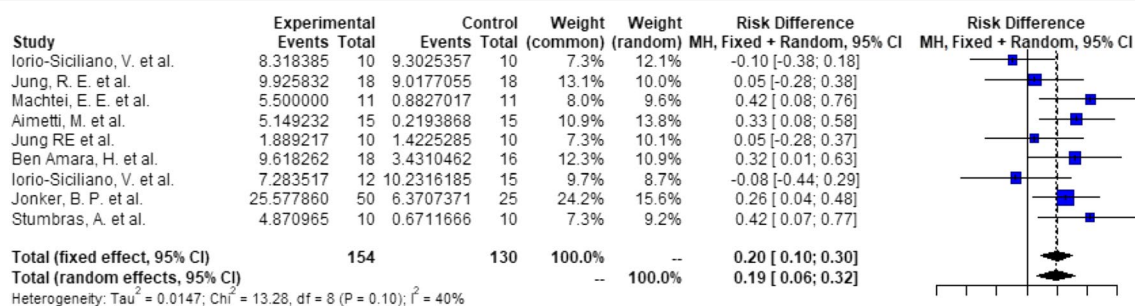 Experimental Control Weight Weight Risk Difference Risk Difference
Study Events Total Events Total (common) (random) MH, Fixed + Random, 95% CI MH, Fixed + Random, 95% CI
Iorio-Siciliano, V. et al. 8.318385 10 9.3025357 10 7.3% 12.1% -0.10 [-0.38; 0.18]
Jung, R. E. et al. 9.925832 18 9.0177055 18 13.1% 10.0% 0.05 [-0.28; 0.38]
Machtei, E. E. et al. 5.500000 11 0.8827017 11 8.0% 9.6% 0.42 [ 0.08; 0.76]
Aimetti, M. et al. 5.149232 15 0.2193868 15 10.9% 13.8% 0.33 [ 0.08; 0.58]
Jung RE et al. 1.889217 10 1.4225285 10 7.3% 10.1% 0.05 [-0.28; 0.37]
Ben Amara, H. et al. 9.618262 18 3.4310462 16 12.3% 10.9% 0.32 [ 0.01; 0.63]
Iorio-Siciliano, V. et al. 7.283517 12 10.2316185 15 9.7% 8.7% -0.08 [-0.44; 0.29]
Jonker, B. P. et al. 25.577860 50 6.3707371 25 24.2% 15.6% 0.26 [ 0.04; 0.48]
Stumbras, A. et al. 4.870965 10 0.6711666 10 7.3% 9.2% 0.42 [ 0.07; 0.77]
Total (fixed effect, 95% CI) 154 130 100.0% -- 0.20 [ 0.10; 0.30]
Total (random effects, 95% CI) -- 100.0% 0.19 [ 0.06; 0.32]
Heterogeneity: Tau² = 0.0147; Chi² = 13.28, df = 8 (P = 0.10); I² = 40%